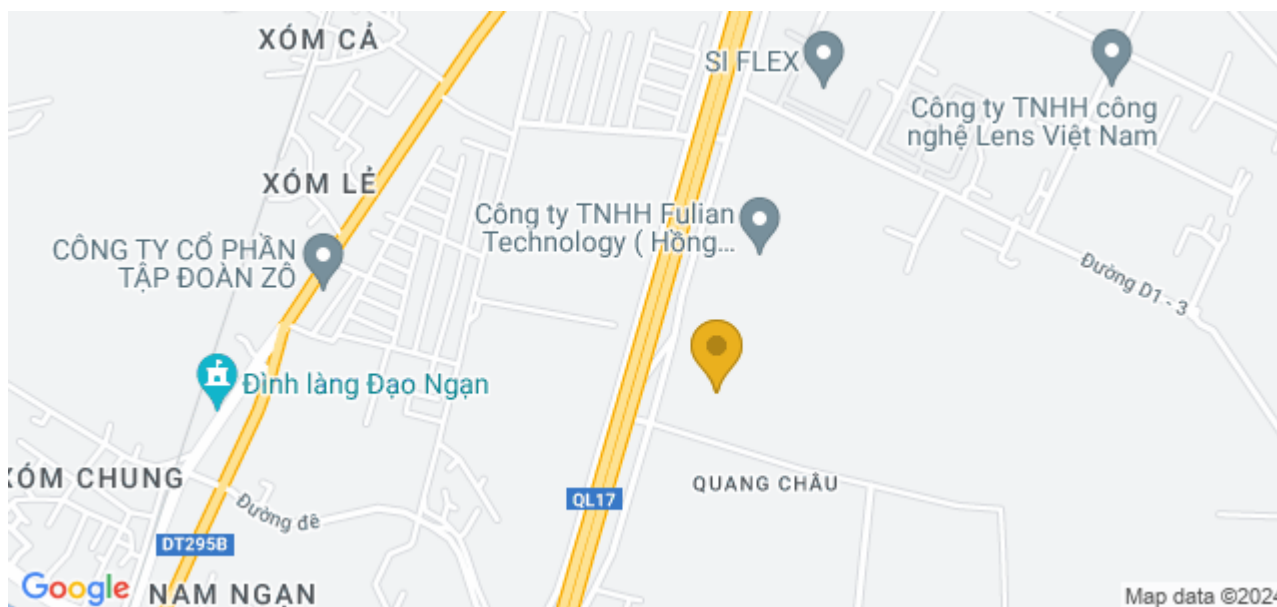 XÓM CẢ
SI FLEX
Công ty TNHH công
nghệ Lens Việt Nam
XÓM LẺ
Công ty TNHH Fulian
Technology ( Hồng...
CÔNG TY CỔ PHẦN
TẬP ĐOÀN ZÔ
Đường D1 - 3
Đình làng Đạo Ngạn
XÓM CHUNG
QUANG CHÂU
QL17
Đường đê
DT295B
Google
NAM NGẠN
Map data ©2024